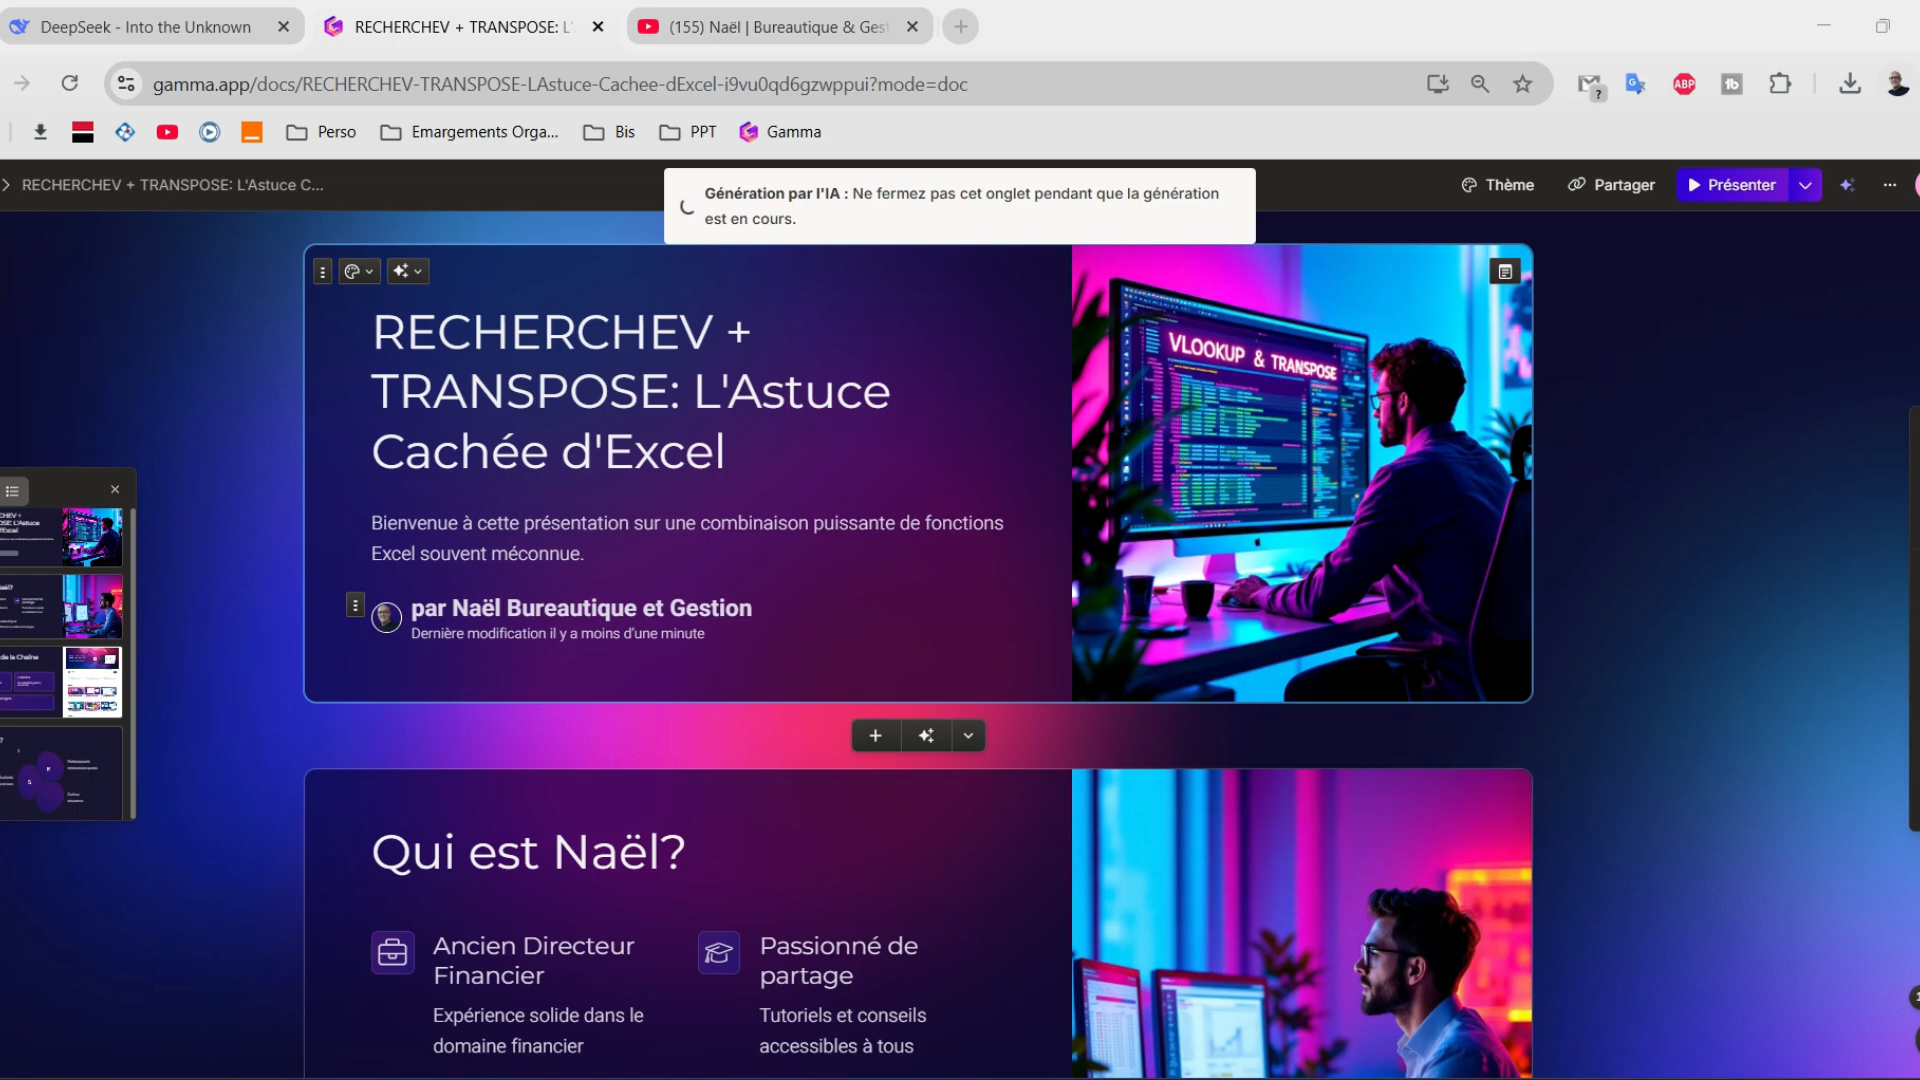 DeepSeek - Into the Unknown
RECHERCHEV + TRANSPOSE: L'
(155) Naël | Bureautique & Gest
gamma.app/docs/RECHERCHEV-TRANSPOSE-LAstuce-Cachee-dExcel-i9vu0qd6gzwppui?mode=doc
?
ABP
tb
Perso
Emargements Orga...
Bis
PPT
Gamma
RECHERCHEV + TRANSPOSE: L'Astuce C...
Génération par l'IA : Ne fermez pas cet onglet pendant que la génération
est en cours.
Thème
Partager
Présenter
RECHERCHEV +
TRANSPOSE: L'Astuce
Cachée d'Excel
Bienvenue à cette présentation sur une combinaison puissante de fonctions
Excel souvent méconnue.
par Naël Bureautique et Gestion
Dernière modification il y a moins d'une minute
VLOOKUP & TRANSPOSE
de la Chaîne
Qui est Naël?
Ancien Directeur
Financier
Expérience solide dans le
domaine financier
Passionné de
partage
Tutoriels et conseils
accessibles à tous